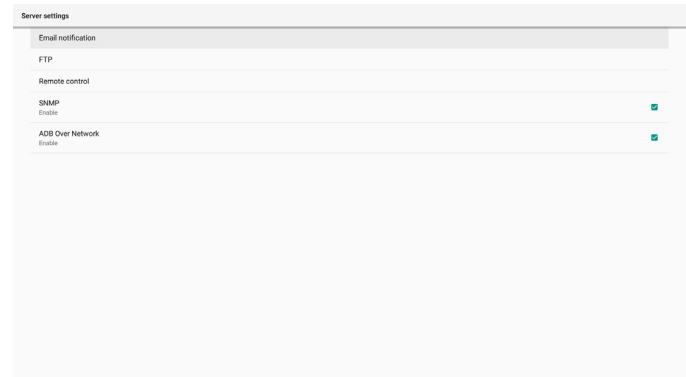 Server settings
Email notification
FTP
Remote control
SNMP
Enable
ADB Over Network
Enable